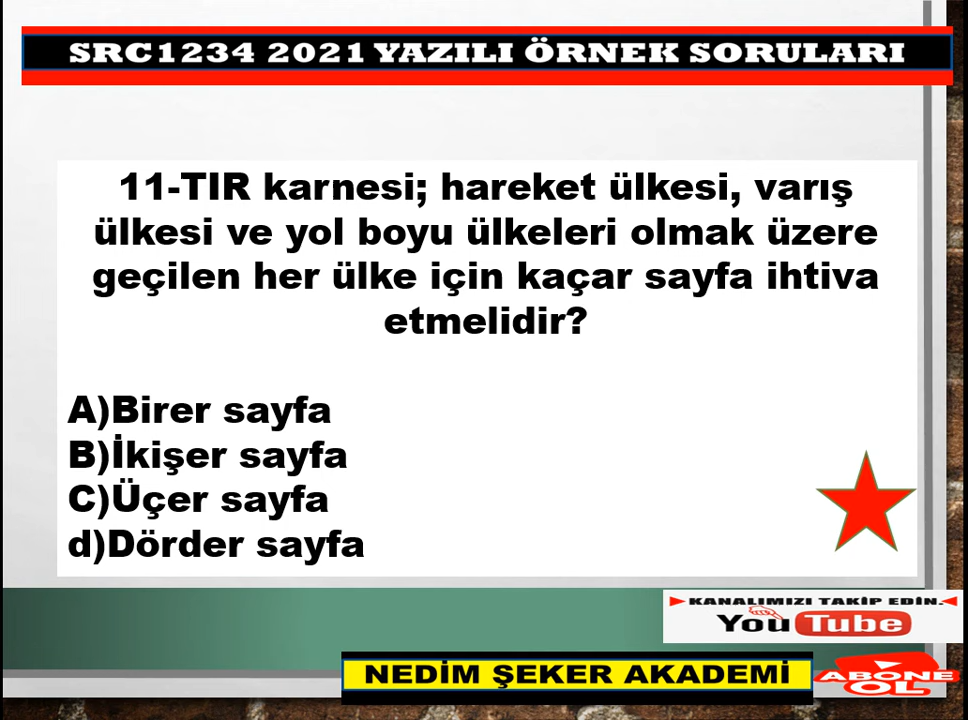 SRC1234 2021 YAZILI ÖRNEK SORULARI
11-TIR karnesi; hareket ülkesi, varış
ülkesi ve yol boyu ülkeleri olmak üzere
geçilen her ülke için kaçar sayfa ihtiva
etmelidir?
A)Birer sayfa
B)İkişer sayfa
C)Üçer sayfa
d)Dörder sayfa
KANALIMIZI TAKİP EDİN.
YouTube
NEDİM ŞEKER AKADEMİ
ABONE
OL